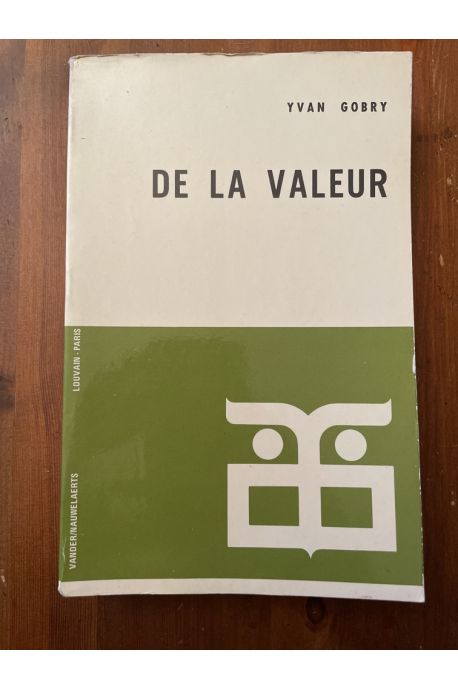 YVAN GOBRY
DE LA VALEUR
VANDER/NAUWELAERTS
LOUVAIN - PARIS